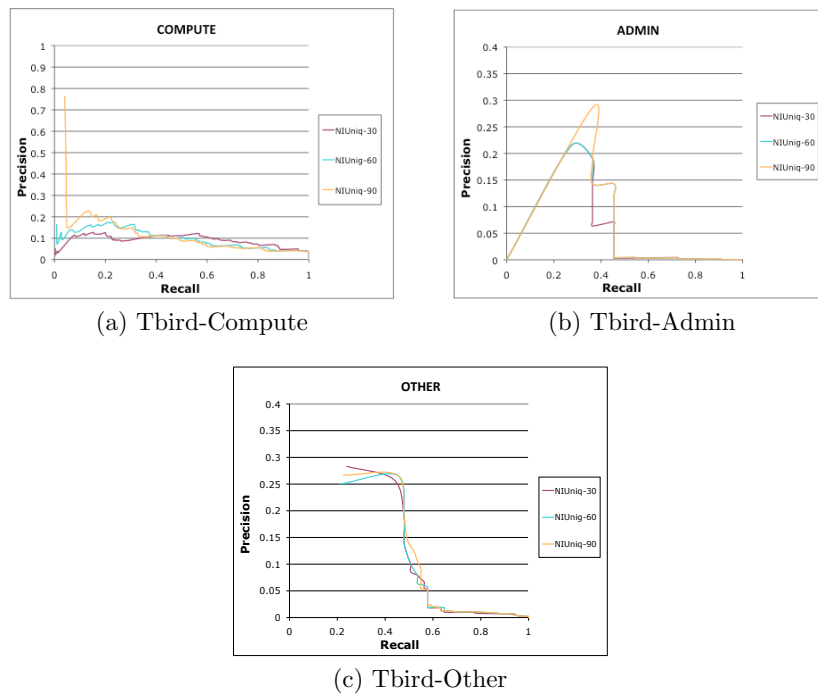 COMPUTE
1
0.9
0.8
0.7
0.6
0.5
0.4
0.3
0.2
0.1
0
Precision
0 0.2 0.4 0.6 0.8 1
Recall
NIUniq-30
NIUnig-60
NIUniq-90
(a) Tbird-Compute
ADMIN
0.4
0.35
0.3
0.25
0.2
0.15
0.1
0.05
0
Precision
0 0.2 0.4 0.6 0.8 1
Recall
NIUniq-30
NIUnig-60
NIUniq-90
(b) Tbird-Admin
OTHER
0.4
0.35
0.3
0.25
0.2
0.15
0.1
0.05
0
Precision
0 0.2 0.4 0.6 0.8 1
Recall
NIUniq-30
NIUnig-60
NIUniq-90
(c) Tbird-Other